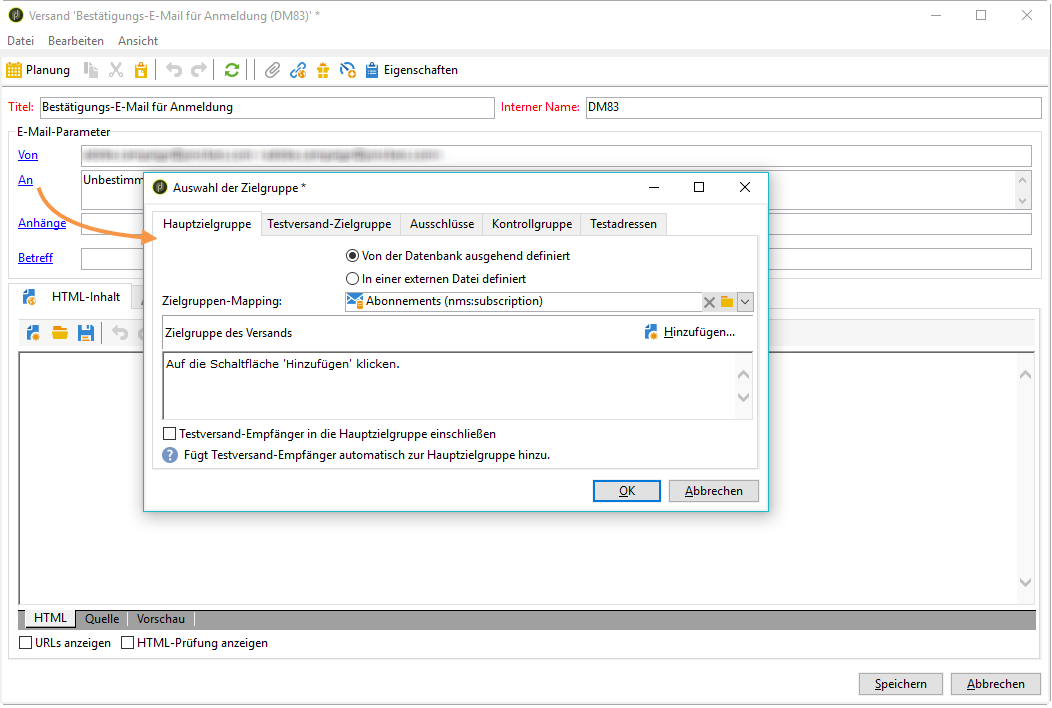 Versand 'Bestätigungs-E-Mail für Anmeldung (DM83)' *
Datei Bearbeiten Ansicht
Planung Eigenschaften
Titel: Bestätigungs-E-Mail für Anmeldung Interner Name: DM83
E-Mail-Parameter
Von
An
Anhänge
Betreff
HTML-Inhalt
Auswahl der Zielgruppe *
Hauptzielgruppe Testversand-Zielgruppe Ausschlüsse Kontrollgruppe Testadressen
Von der Datenbank ausgehend definiert
In einer externen Datei definiert
Zielgruppen-Mapping: Abonnements (nms:subscription)
Zielgruppe des Versands Hinzufügen...
Auf die Schaltfläche 'Hinzufügen' klicken.
Testversand-Empfänger in die Hauptzielgruppe einschließen
Fügt Testversand-Empfänger automatisch zur Hauptzielgruppe hinzu.
OK Abbrechen
HTML Quelle Vorschau
URLs anzeigen HTML-Prüfung anzeigen
Speichern Abbrechen